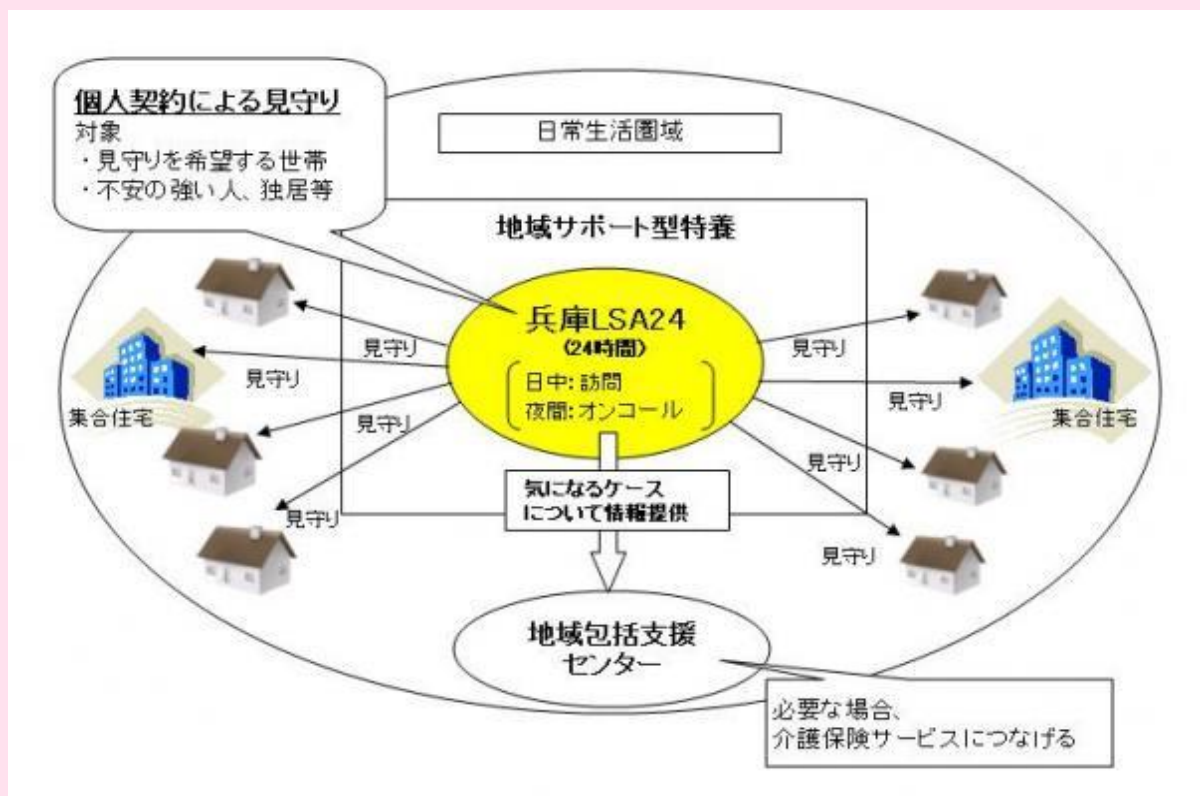 個人契約による見守り
対象
・見守りを希望する世帯
・不安の強い人、独居等
日常生活圏域
地域サポート型特養
兵庫LSA24
(24時間)
日中:訪問
夜間:オンコール
見守り
見守り
見守り
見守り
集合住宅
見守り
見守り
見守り
見守り
集合住宅
気になるケース
について情報提供
地域包括支援
センター
必要な場合、
介護保険サービスにつなげる